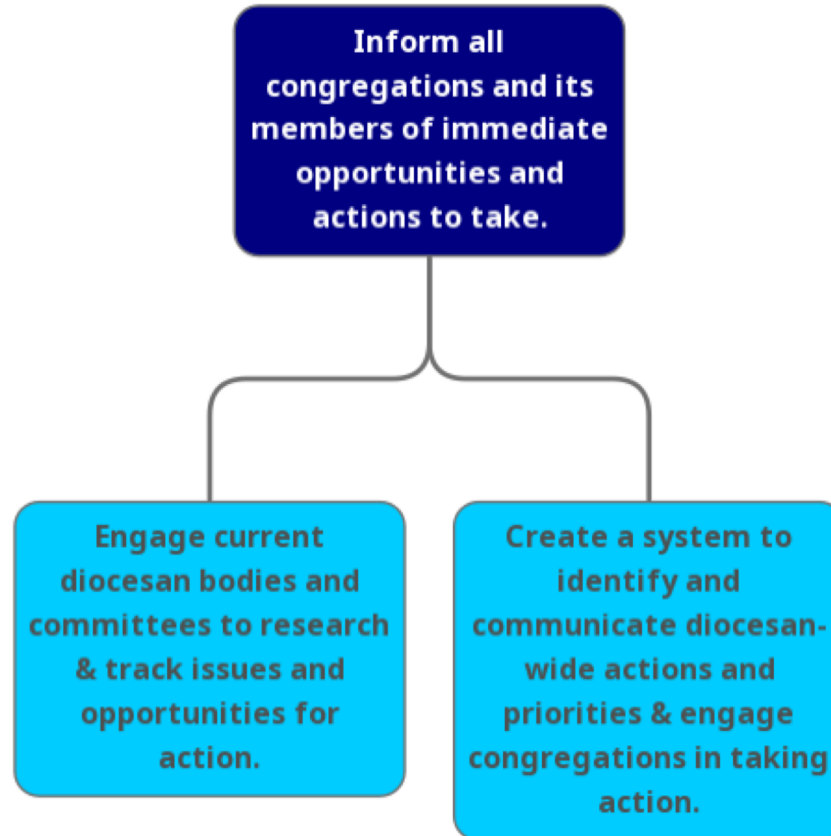 Inform all
congregations and its
members of immediate
opportunities and
actions to take.
Engage current
diocesan bodies and
committees to research
& track issues and
opportunities for
action.
Create a system to
identify and
communicate diocesan-
wide actions and
priorities & engage
congregations in taking
action.